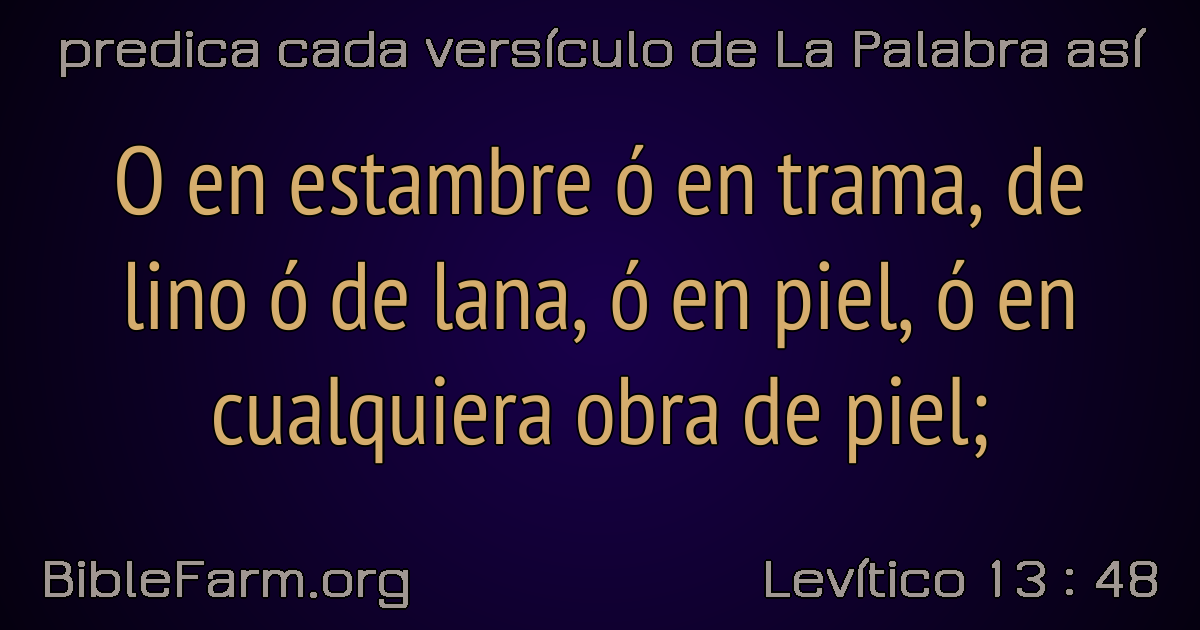 predica cada versículo de La Palabra así
O en estambre ó en trama, de
lino ó de lana, ó en piel, ó en
cualquiera obra de piel;
BibleFarm.org
Levítico 13 : 48